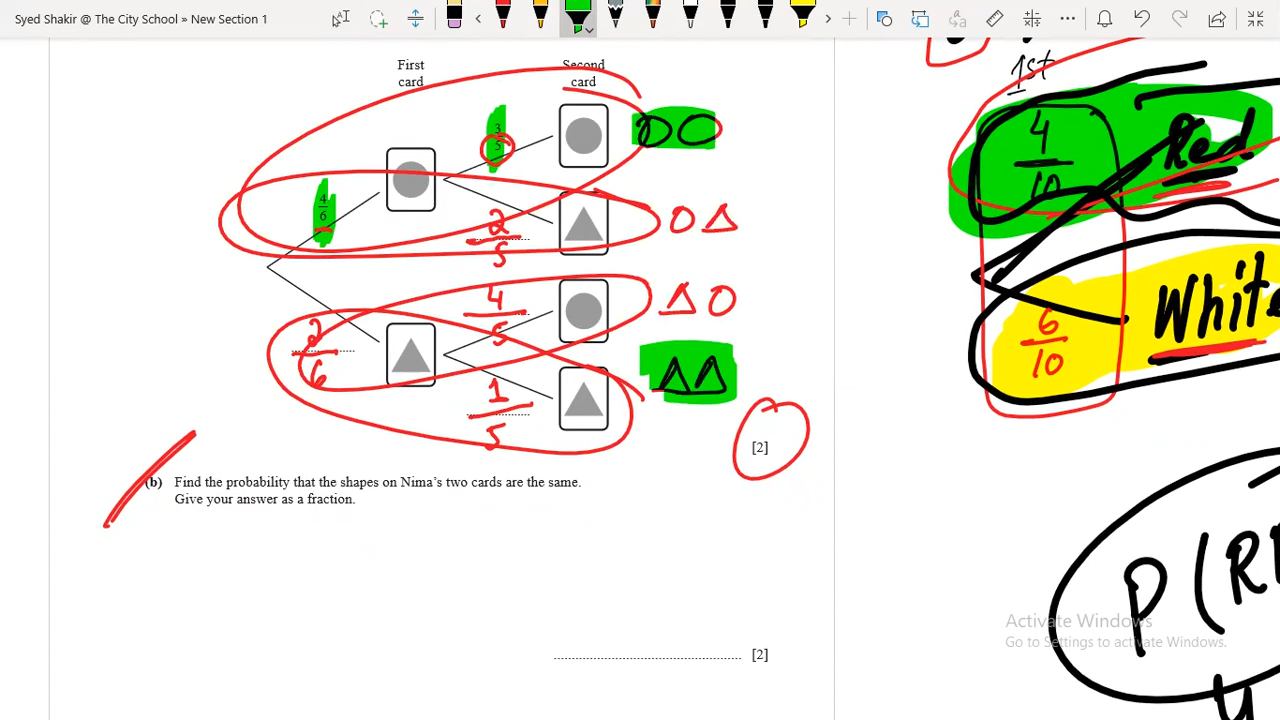 Syed Shakir @ The City School » New Section 1
First card
Second card
3/5
4/6
OO
2/5
O Δ
4/5
Δ O
2/6
1/5
ΔΔ
[2]
(b) Find the probability that the shapes on Nima's two cards are the same.
Give your answer as a fraction.
[2]
1st
4/10
Red
6/10
White
P (R
Activate Windows
Go to Settings to activate Windows.